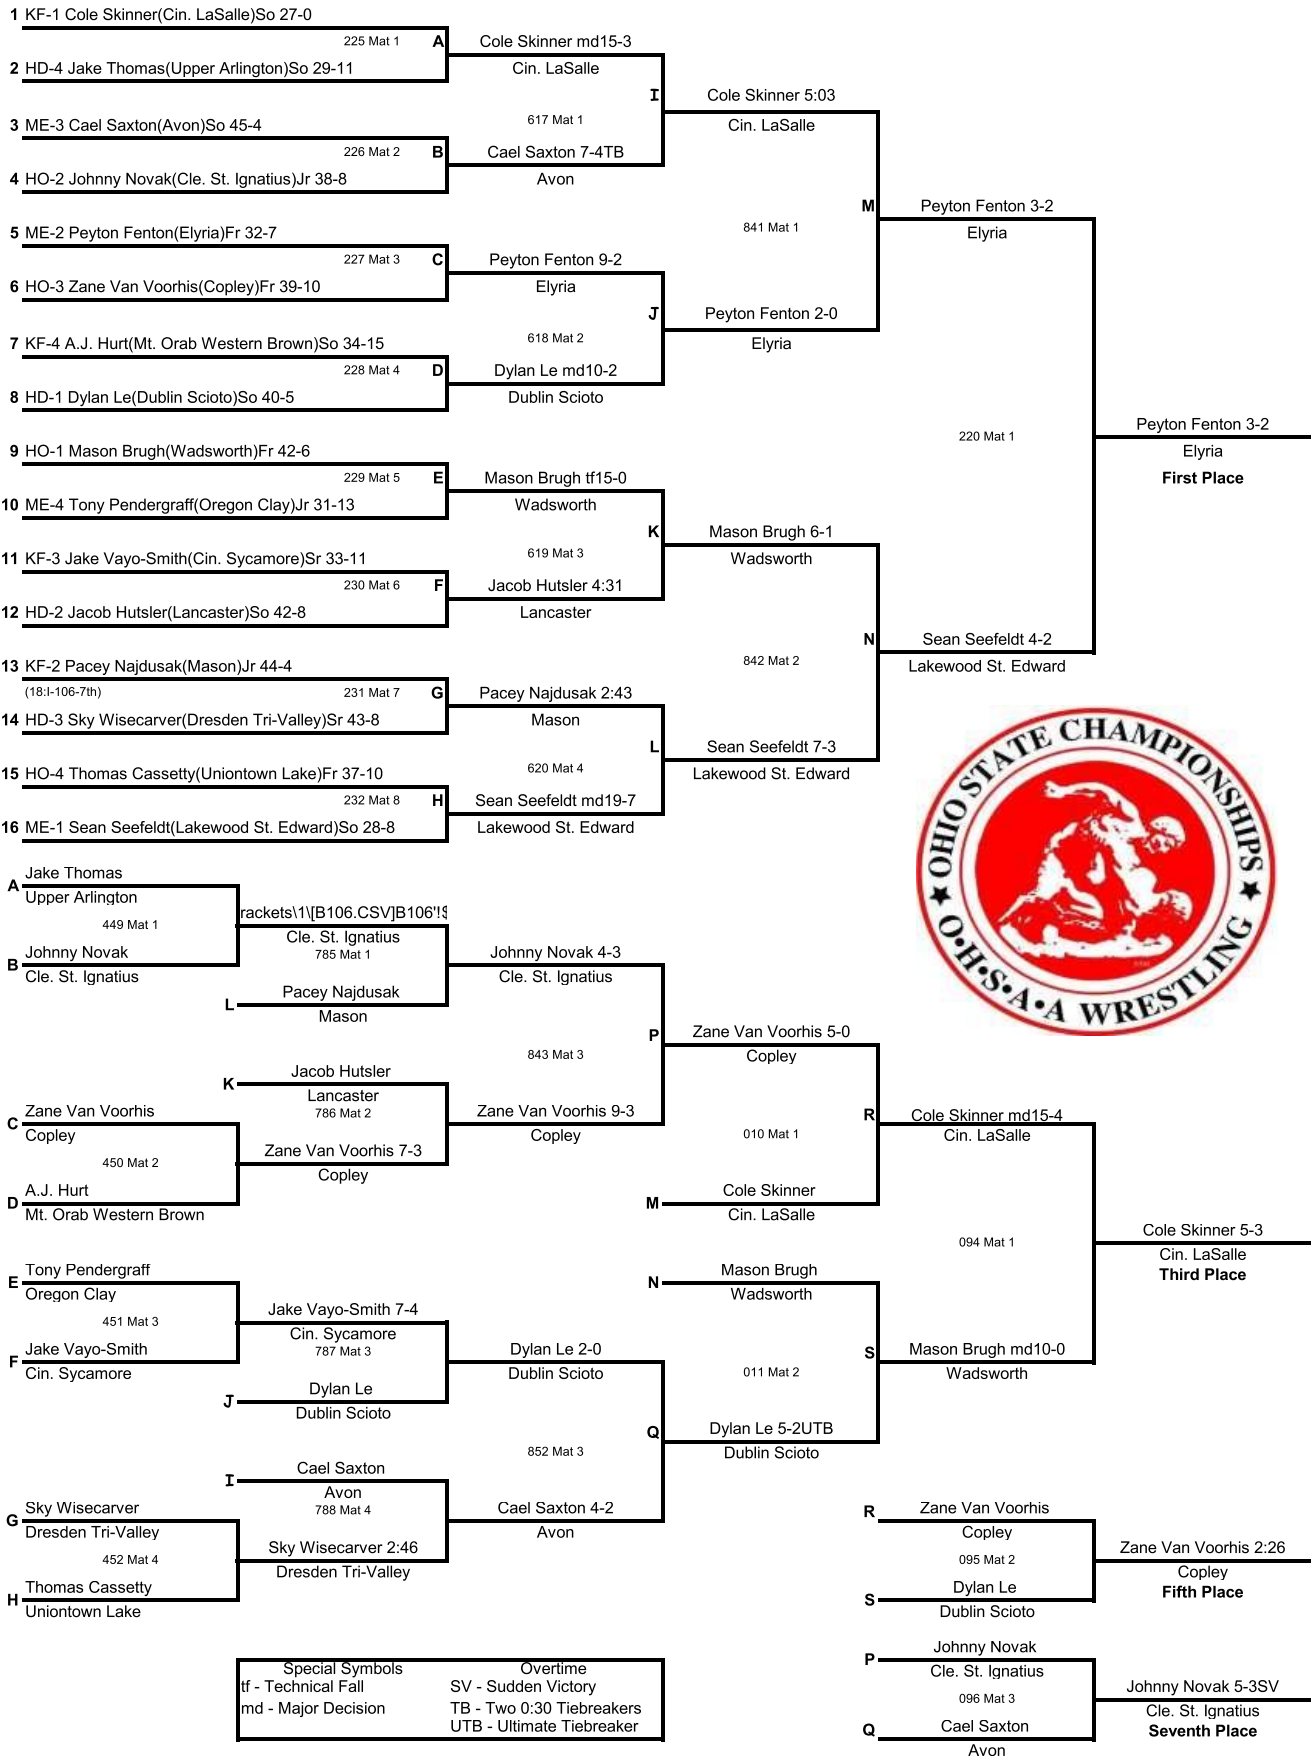 1 KF-1 Cole Skinner(Cin. LaSalle)So 27-0
225 Mat 1 A
2 HD-4 Jake Thomas(Upper Arlington)So 29-11
Cole Skinner md15-3
Cin. LaSalle
I
617 Mat 1
3 ME-3 Cael Saxton(Avon)So 45-4
226 Mat 2 B
4 HO-2 Johnny Novak(Cle. St. Ignatius)Jr 38-8
Cael Saxton 7-4TB
Avon
Cole Skinner 5:03
Cin. LaSalle
M
841 Mat 1
5 ME-2 Peyton Fenton(Elyria)Fr 32-7
227 Mat 3 C
6 HO-3 Zane Van Voorhis(Copley)Fr 39-10
Peyton Fenton 9-2
Elyria
J
618 Mat 2
7 KF-4 A.J. Hurt(Mt. Orab Western Brown)So 34-15
228 Mat 4 D
8 HD-1 Dylan Le(Dublin Scioto)So 40-5
Dylan Le md10-2
Dublin Scioto
Peyton Fenton 2-0
Elyria
Peyton Fenton 3-2
Elyria
220 Mat 1
Peyton Fenton 3-2
Elyria
First Place
9 HO-1 Mason Brugh(Wadsworth)Fr 42-6
229 Mat 5 E
10 ME-4 Tony Pendergraff(Oregon Clay)Jr 31-13
Mason Brugh tf15-0
Wadsworth
K
619 Mat 3
11 KF-3 Jake Vayo-Smith(Cin. Sycamore)Sr 33-11
230 Mat 6 F
12 HD-2 Jacob Hutsler(Lancaster)So 42-8
Jacob Hutsler 4:31
Lancaster
Mason Brugh 6-1
Wadsworth
N
842 Mat 2
13 KF-2 Pacey Najdusak(Mason)Jr 44-4
(18:I-106-7th)
231 Mat 7 G
14 HD-3 Sky Wisecarver(Dresden Tri-Valley)Sr 43-8
Pacey Najdusak 2:43
Mason
L
620 Mat 4
15 HO-4 Thomas Cassetty(Uniontown Lake)Fr 37-10
232 Mat 8 H
16 ME-1 Sean Seefeldt(Lakewood St. Edward)So 28-8
Sean Seefeldt md19-7
Lakewood St. Edward
Sean Seefeldt 7-3
Lakewood St. Edward
Sean Seefeldt 4-2
Lakewood St. Edward
OHIO STATE CHAMPIONSHIPS
O•H•S•A•A WRESTLING
A Jake Thomas
Upper Arlington
449 Mat 1
B Johnny Novak
Cle. St. Ignatius
rackets\1\[B106.CSV]B106'!$
Cle. St. Ignatius
785 Mat 1
L Pacey Najdusak
Mason
Johnny Novak 4-3
Cle. St. Ignatius
P
843 Mat 3
K Jacob Hutsler
Lancaster
786 Mat 2
C Zane Van Voorhis
Copley
450 Mat 2
D A.J. Hurt
Mt. Orab Western Brown
Zane Van Voorhis 7-3
Copley
Zane Van Voorhis 9-3
Copley
Zane Van Voorhis 5-0
Copley
R
010 Mat 1
M Cole Skinner
Cin. LaSalle
Cole Skinner md15-4
Cin. LaSalle
094 Mat 1
Cole Skinner 5-3
Cin. LaSalle
Third Place
E Tony Pendergraff
Oregon Clay
451 Mat 3
F Jake Vayo-Smith
Cin. Sycamore
Jake Vayo-Smith 7-4
Cin. Sycamore
787 Mat 3
J Dylan Le
Dublin Scioto
Dylan Le 2-0
Dublin Scioto
Q
852 Mat 3
N Mason Brugh
Wadsworth
S
011 Mat 2
Dylan Le 5-2UTB
Dublin Scioto
Mason Brugh md10-0
Wadsworth
I Cael Saxton
Avon
788 Mat 4
G Sky Wisecarver
Dresden Tri-Valley
452 Mat 4
H Thomas Cassetty
Uniontown Lake
Sky Wisecarver 2:46
Dresden Tri-Valley
Cael Saxton 4-2
Avon
R Zane Van Voorhis
Copley
095 Mat 2
S Dylan Le
Dublin Scioto
Zane Van Voorhis 2:26
Copley
Fifth Place
P Johnny Novak
Cle. St. Ignatius
096 Mat 3
Q Cael Saxton
Avon
Johnny Novak 5-3SV
Cle. St. Ignatius
Seventh Place
Special Symbols
tf - Technical Fall
md - Major Decision
Overtime
SV - Sudden Victory
TB - Two 0:30 Tiebreakers
UTB - Ultimate Tiebreaker